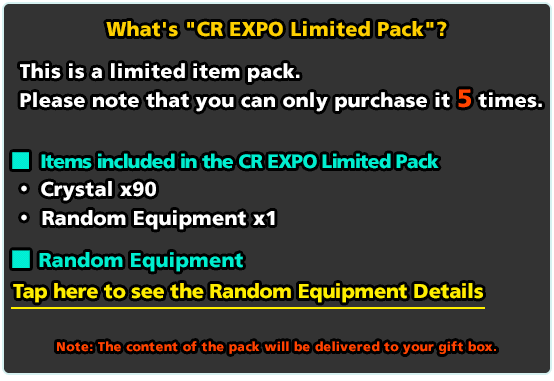 What's "CR EXPO Limited Pack"?
This is a limited item pack.
Please note that you can only purchase it 5 times.
Items included in the CR EXPO Limited Pack
• Crystal x90
• Random Equipment x1
Random Equipment
Tap here to see the Random Equipment Details
Note: The content of the pack will be delivered to your gift box.